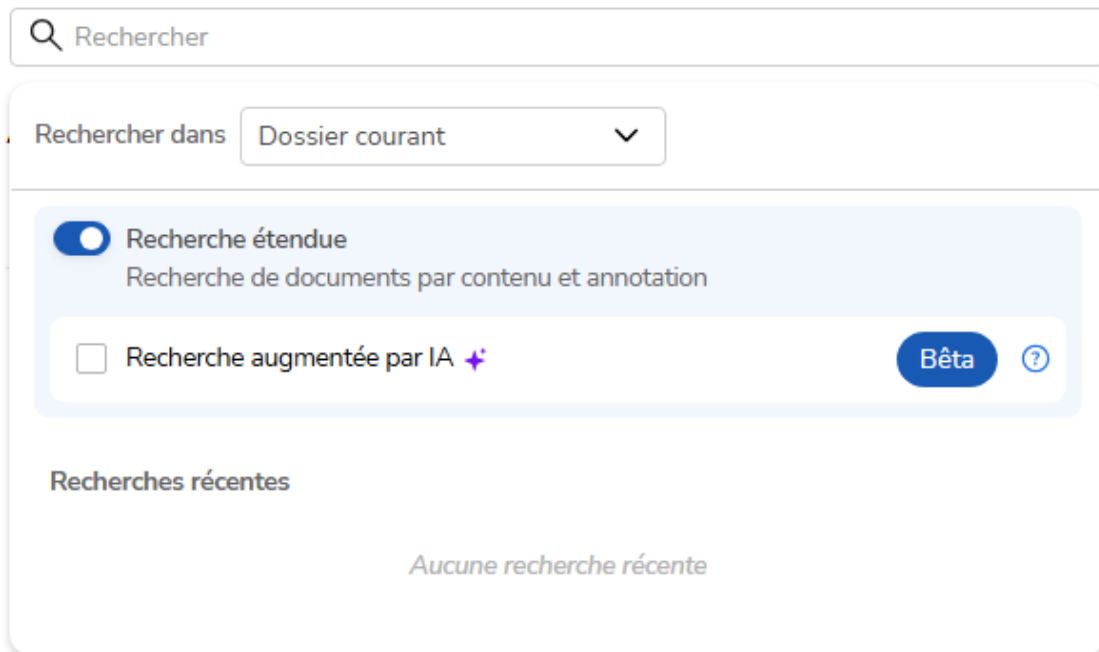 Rechercher
Rechercher dans Dossier courant
Recherche étendue
Recherche de documents par contenu et annotation
Recherche augmentée par IA Bêta ?
Recherches récentes
Aucune recherche récente